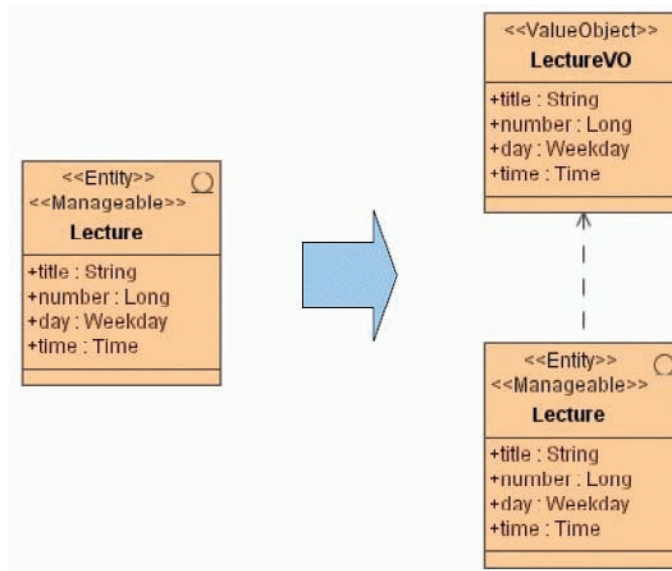 <<Entity>>
<<Manageable>>
Lecture
+title : String
+number : Long
+day : Weekday
+time : Time
<<ValueObject>>
LectureVO
+title : String
+number : Long
+day : Weekday
+time : Time
<<Entity>>
<<Manageable>>
Lecture
+title : String
+number : Long
+day : Weekday
+time : Time